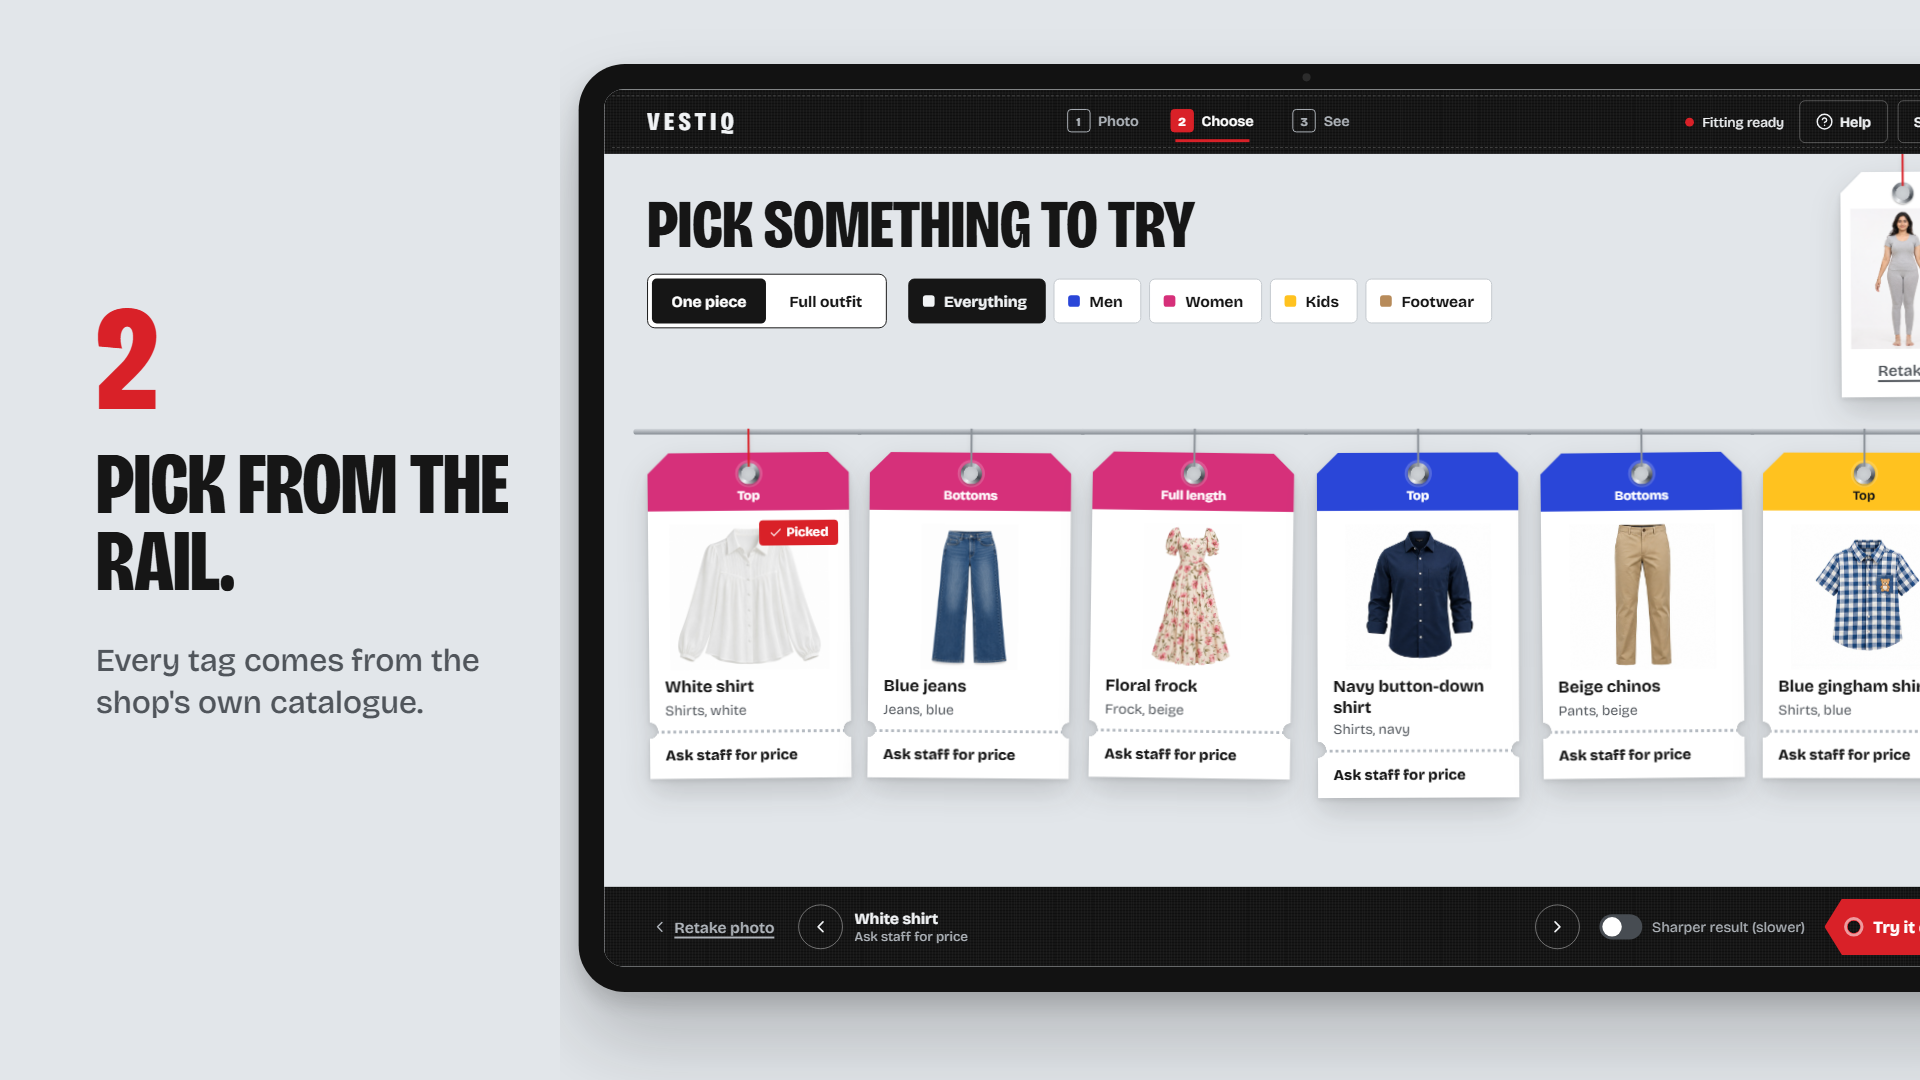 2
PICK FROM THE
RAIL.
Every tag comes from the
shop's own catalogue.
VESTIQ
1 Photo
2 Choose
3 See
Fitting ready
Help
PICK SOMETHING TO TRY
One piece
Full outfit
Everything
Men
Women
Kids
Footwear
Top
Picked
White shirt
Shirts, white
Ask staff for price
Bottoms
Blue jeans
Jeans, blue
Ask staff for price
Full length
Floral frock
Frock, beige
Ask staff for price
Top
Navy button-down
shirt
Shirts, navy
Ask staff for price
Bottoms
Beige chinos
Pants, beige
Ask staff for price
Top
Blue gingham
Shirts, blue
Ask staff for price
Retake photo
White shirt
Ask staff for price
Sharper result (slower)
Try it